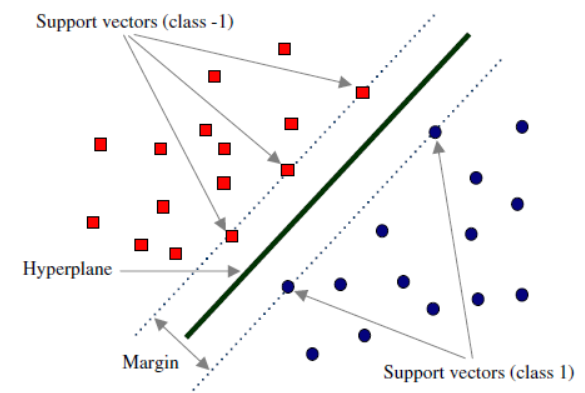 Support vectors (class -1)
Hyperplane
Margin
Support vectors (class 1)